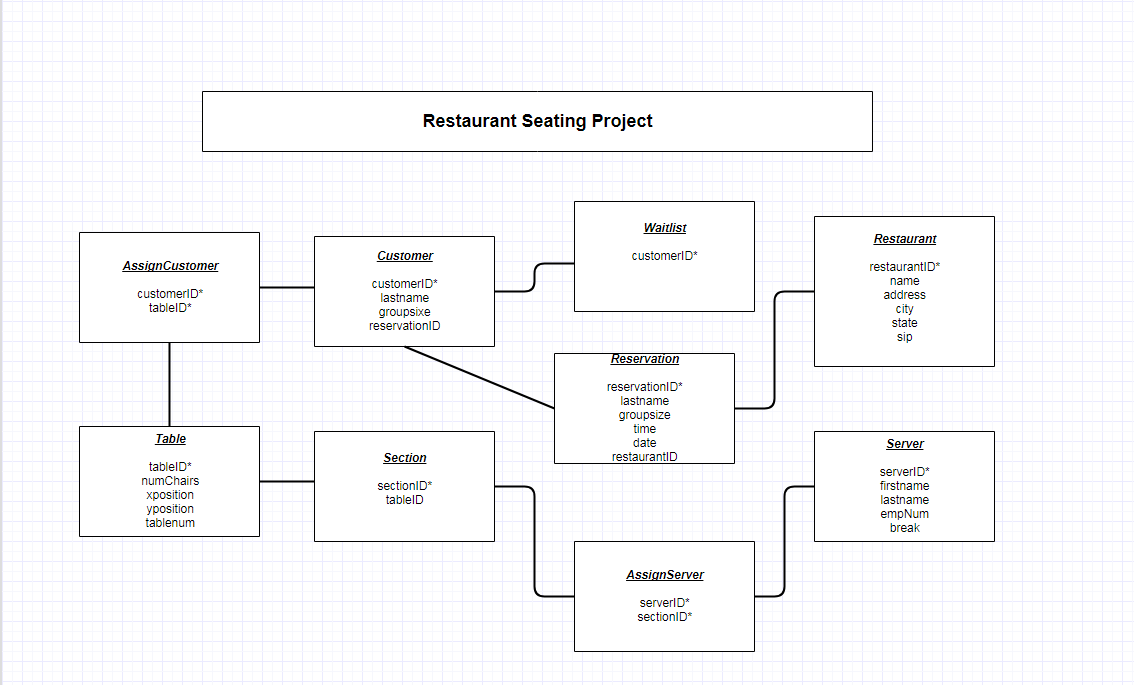 Restaurant Seating Project
AssignCustomer
customerID*
tableID*
Customer
customerID*
lastname
groupsixe
reservationID
Waitlist
customerID*
Restaurant
restaurantID*
name
address
city
state
sip
Reservation
reservationID*
lastname
groupsize
time
date
restaurantID
Table
tableID*
numChairs
xposition
yposition
tablenum
Section
sectionID*
tableID
Server
serverID*
firstname
lastname
empNum
break
AssignServer
serverID*
sectionID*